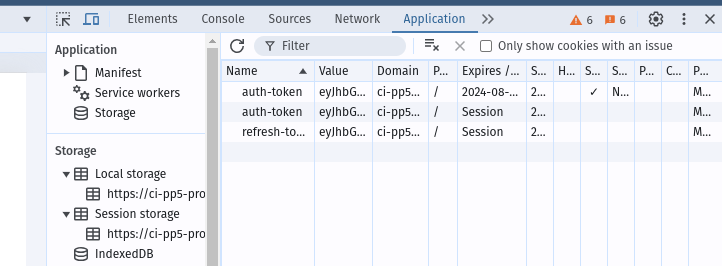 Elements Console Sources Network Application 6 6
Application
Manifest
Service workers
Storage
Storage
Local storage
https://ci-pp5-pro
Session storage
https://ci-pp5-pro
IndexedDB
Filter Only show cookies with an issue
Name Value Domain P... Expires /... S... H... S... S... P... C... P...
auth-token eyJhbG... ci-pp5... / 2024-08-... 2... ✓ N... M...
auth-token eyJhbG... ci-pp5... / Session 2... M...
refresh-to... eyJhbG... ci-pp5... / Session 2... M...